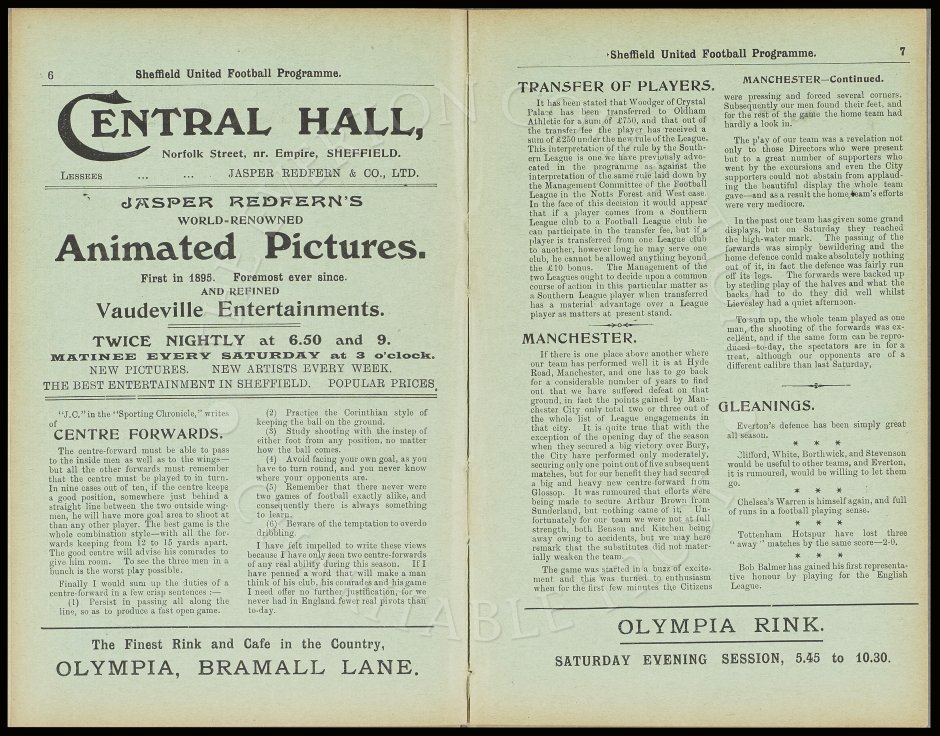 6
Sheffield United Football Programme.
CENTRAL HALL,
Norfolk Street, nr. Empire, SHEFFIELD.
LESSEES ... ... JASPER REDFERN & CO., LTD.
JASPER REDFERN'S
WORLD-RENOWNED
Animated Pictures.
First in 1895. Foremost ever since.
AND REFINED
Vaudeville Entertainments.
TWICE NIGHTLY at 6.50 and 9.
MATINEE EVERY SATURDAY at 3 o'clock.
NEW PICTURES. NEW ARTISTS EVERY WEEK.
THE BEST ENTERTAINMENT IN SHEFFIELD. POPULAR PRICES.
"J.C." in the "Sporting Chronicle," writes
of
CENTRE FORWARDS.
The centre-forward must be able to pass
to the inside men as well as to the wings—
but all the other forwards must remember
that the centre must be played to in turn.
In nine cases out of ten, if the centre keeps
a good position, somewhere just behind a
straight line between the two outside wing-
men, he will have more goal area to shoot at
than any other player. The best game is the
whole combination style—with all the for-
wards keeping from 12 to 15 yards apart.
The good centre will advise his comrades to
give him room. To see the three men in a
bunch is the worst play possible.
Finally I would sum up the duties of a
centre-forward in a few crisp sentences :—
(1) Persist in passing all along the
line, so as to produce a fast open game.
(2) Practice the Corinthian style of
keeping the ball on the ground.
(3) Study shooting with the instep of
either foot from any position, no matter
how the ball comes.
(4) Avoid facing your own goal, as you
have to turn round, and you never know
where your opponents are.
(5) Remember that there never were
two games of football exactly alike, and
consequently there is always something
to learn.
(6) Beware of the temptation to overdo
dribbling.
I have felt impelled to write these views
because I have only seen two centre-forwards
of any real ability during this season. If I
have penned a word that will make a man
think of his club, his comrades and his game
I need offer no further justification, for we
never had in England fewer real pivots than
to-day.
The Finest Rink and Cafe in the Country,
OLYMPIA, BRAMALL LANE.
Sheffield United Football Programme.
7
TRANSFER OF PLAYERS.
It has been stated that Woodger of Crystal
Palace has been transferred to Oldham
Athletic for a sum of £750, and that out of
the transfer fee the player has received a
sum of £250 under the new rule of the League.
This interpretation of the rule by the South-
ern League is one we have previously advo-
cated in the programme as against the
interpretation of the same rule laid down by
the Management Committee of the Football
League in the Notts Forest and West case.
In the face of this decision it would appear
that if a player comes from a Southern
League club to a Football League club he
can participate in the transfer fee, but if a
player is transferred from one League club
to another, however long he may serve one
club, he cannot be allowed anything beyond
the £10 bonus. The Management of the
two Leagues ought to decide upon a common
course of action in this particular matter as
a Southern League player when transferred
has a material advantage over a League
player as matters at present stand.
MANCHESTER.
If there is one place above another where
our team has performed well it is at Hyde
Road, Manchester, and one has to go back
for a considerable number of years to find
out that we have suffered defeat on that
ground, in fact the points gained by Man-
chester City only total two or three out of
the whole list of League engagements in
that city. It is quite true that with the
exception of the opening day of the season
when they secured a big victory over Bury,
the City have performed only moderately,
securing only one point out of five subsequent
matches, but for our benefit they had secured
a big and heavy new centre-forward from
Glossop. It was rumoured that efforts were
being made to secure Arthur Brown from
Sunderland, but nothing came of it. Un-
fortunately for our team we were not at full
strength, both Benson and Kitchen being
away owing to accidents, but we may here
remark that the substitutes did not mater-
ially weaken the team.
The game was started in a buzz of excite-
ment and this was turned to enthusiasm
when for the first few minutes the Citizens
MANCHESTER—Continued.
were pressing and forced several corners.
Subsequently our men found their feet, and
for the rest of the game the home team had
hardly a look in.
The play of our team was a revelation not
only to those Directors who were present
but to a great number of supporters who
went by the excursions and even the City
supporters could not abstain from applaud-
ing the beautiful display the whole team
gave—and as a result the home team's efforts
were very mediocre.
In the past our team has given some grand
displays, but on Saturday they reached
the high-water mark. The passing of the
forwards was simply bewildering and the
home defence could make absolutely nothing
out of it, in fact the defence was fairly run
off its legs. The forwards were backed up
by sterling play of the halves and what the
backs had to do they did well whilst
Lievesley had a quiet afternoon.
To sum up, the whole team played as one
man, the shooting of the forwards was ex-
cellent, and if the same form can be repro-
duced to-day, the spectators are in for a
treat, although our opponents are of a
different calibre than last Saturday,
GLEANINGS.
Everton's defence has been simply great
all season.
* * *
Clifford, White, Borthwick, and Stevenson
would be useful to other teams, and Everton,
it is rumoured, would be willing to let them
go.
* * *
Chelsea's Warren is himself again, and full
of runs in a football playing sense.
* * *
Tottenham Hotspur have lost three
"away" matches by the same score—2-0.
* * *
Bob Balmer has gained his first representa-
tive honour by playing for the English
League.
OLYMPIA RINK.
SATURDAY EVENING SESSION, 5.45 to 10.30.